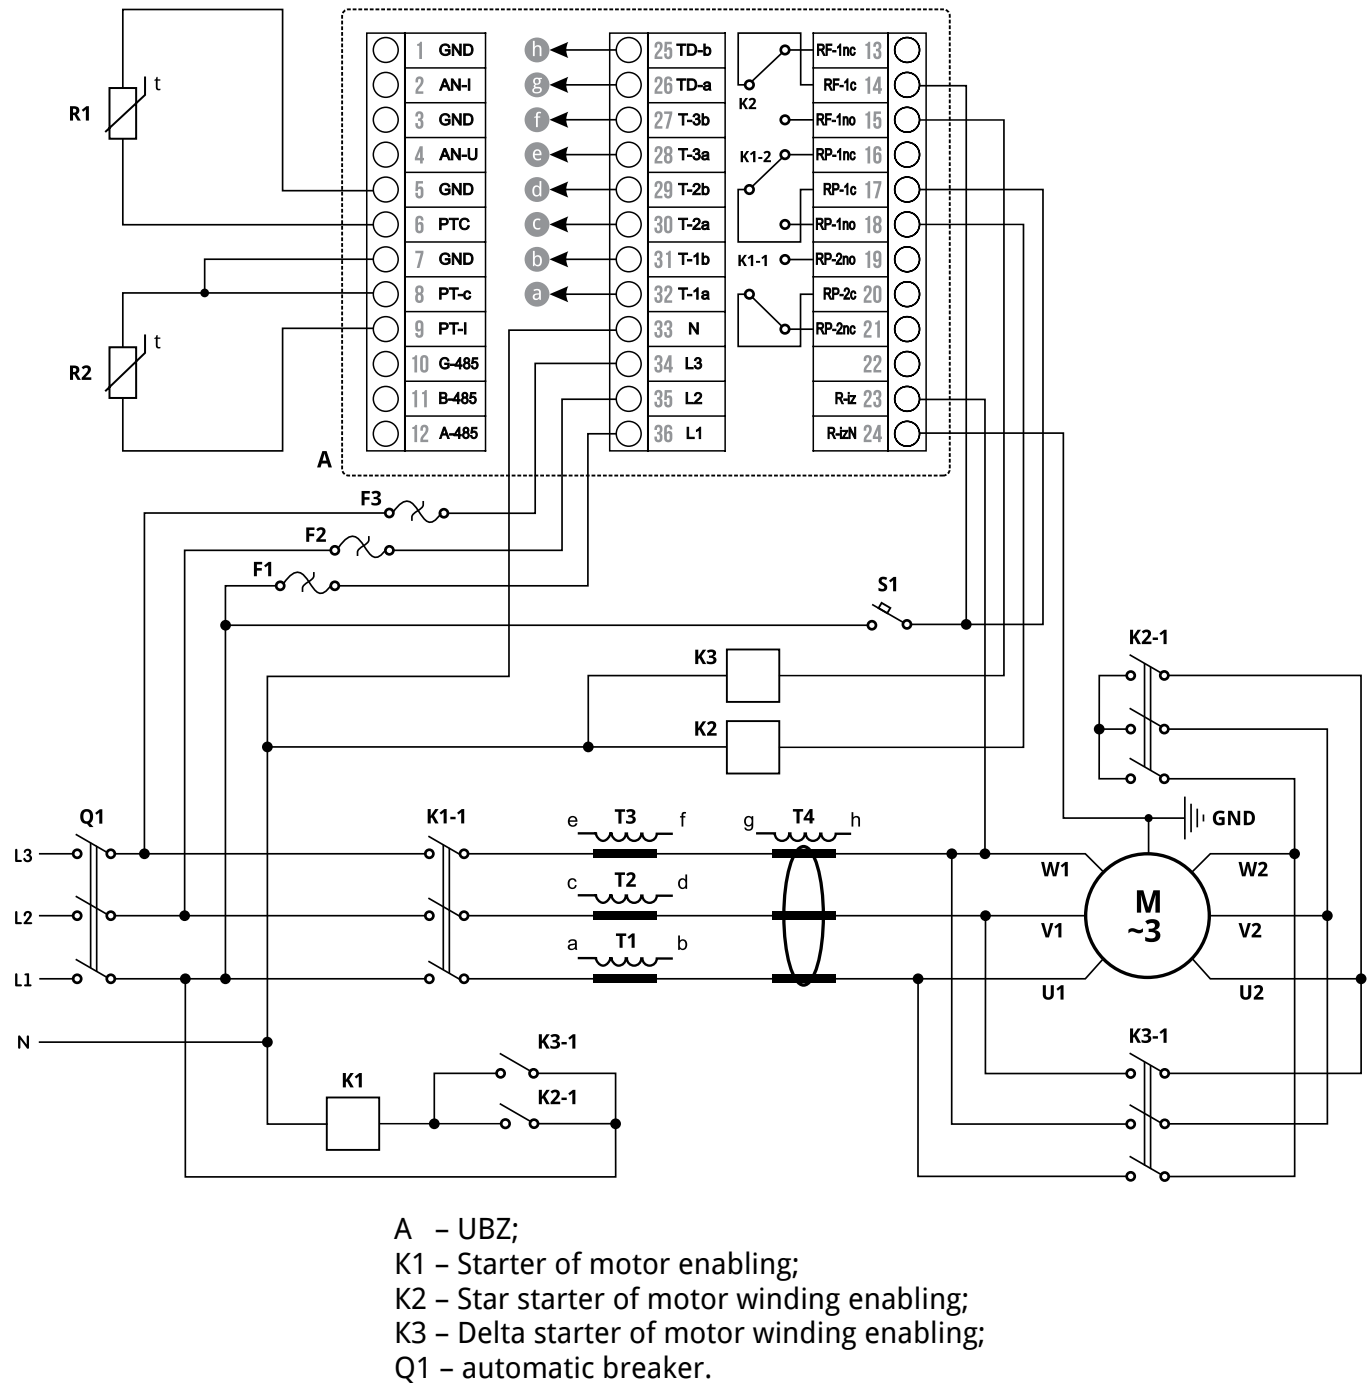 R1
t
R2
t
A
1 GND
2 AN-I
3 GND
4 AN-U
5 GND
6 PTC
7 GND
8 PT-c
9 PT-I
10 G-485
11 B-485
12 A-485
h
g
f
e
d
c
b
a
25 TD-b
26 TD-a
27 T-3b
28 T-3a
29 T-2b
30 T-2a
31 T-1b
32 T-1a
33 N
34 L3
35 L2
36 L1
K2
K1-2
K1-1
RF-1nc 13
RF-1c 14
RF-1no 15
RP-1nc 16
RP-1c 17
RP-1no 18
RP-2no 19
RP-2c 20
RP-2nc 21
22
R-iz 23
R-izN 24
F3
F2
F1
S1
K3
K2
K2-1
Q1
K1-1
e T3 f
g T4 h
GND
L3
W1
W2
c T2 d
L2
M
~3
V1
V2
a T1 b
L1
U1
U2
N
K3-1
K3-1
K1
K2-1
A – UBZ;
K1 – Starter of motor enabling;
K2 – Star starter of motor winding enabling;
K3 – Delta starter of motor winding enabling;
Q1 – automatic breaker.